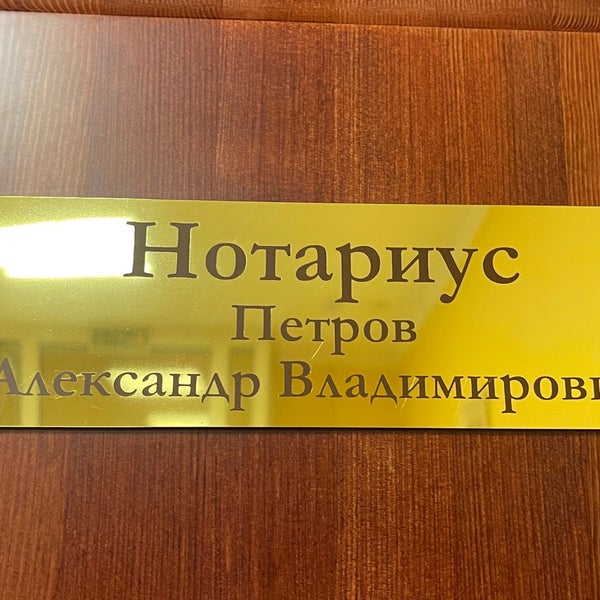 Нотариус
Петров
Александр Владимирови